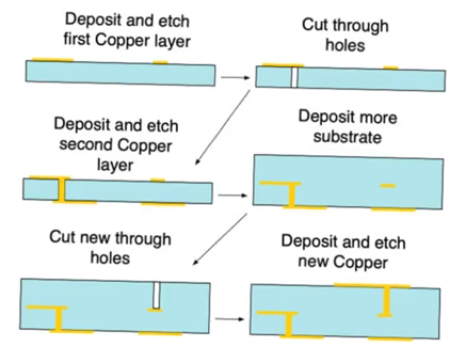 Deposit and etch
first Copper layer
Cut through
holes
Deposit and etch
second Copper
layer
Deposit more
substrate
Cut new through
holes
Deposit and etch
new Copper